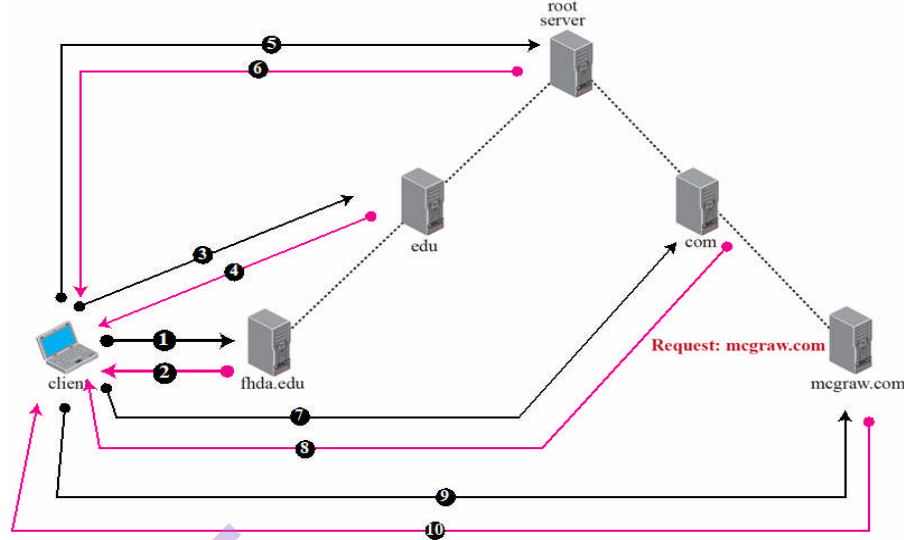 root
server
5
6
edu
com
3
4
1
Request: mcgraw.com
2
client
fhda.edu
mcgraw.com
7
8
9
10